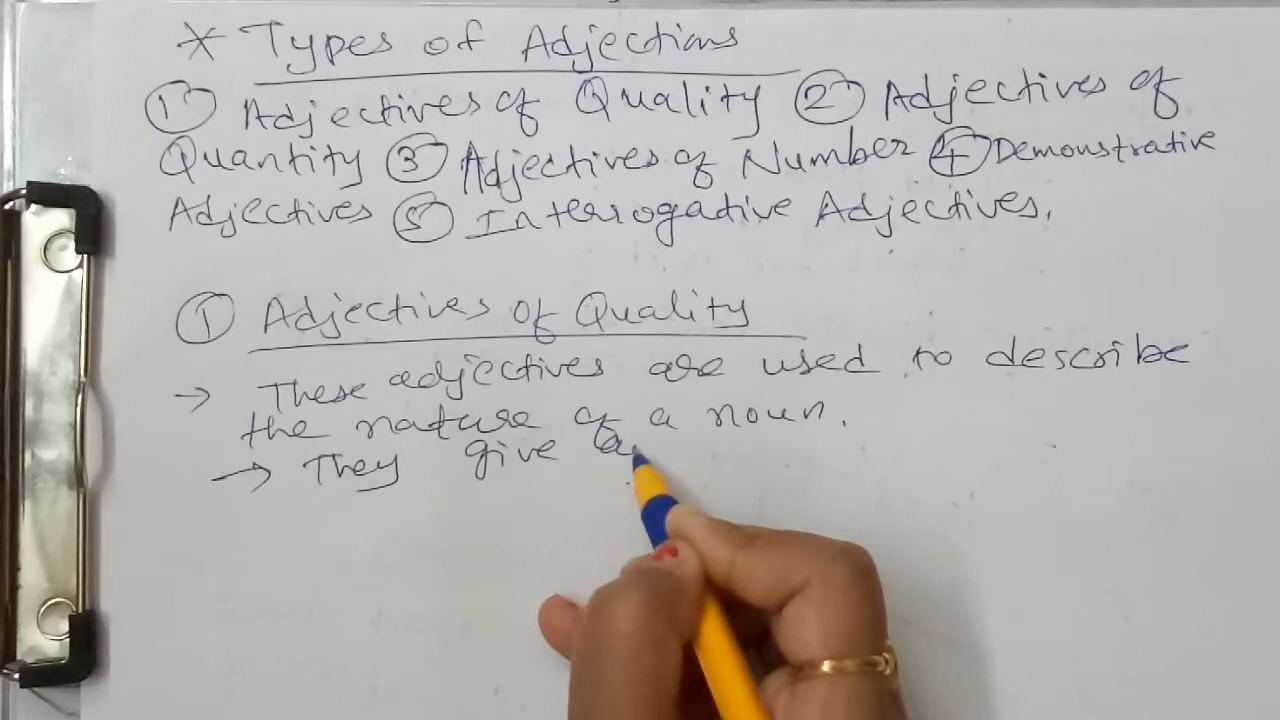 * Types of Adjections
① Adjectives of Quality ② Adjectives of
Quantity ③ Adjectives of Number ④ Demonstrative
Adjectives ⑤ Interrogative Adjectives.
① Adjectives of Quality
→ These adjectives are used to describe
the nature of a noun.
→ They give a